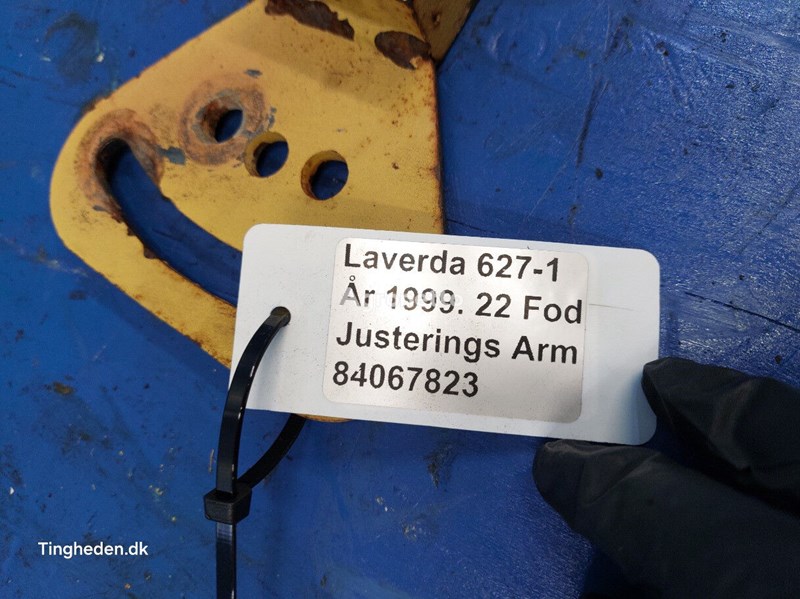 Laverda 627-1
År 1999. 22 Fod
Justerings Arm
84067823
Tingheden.dk